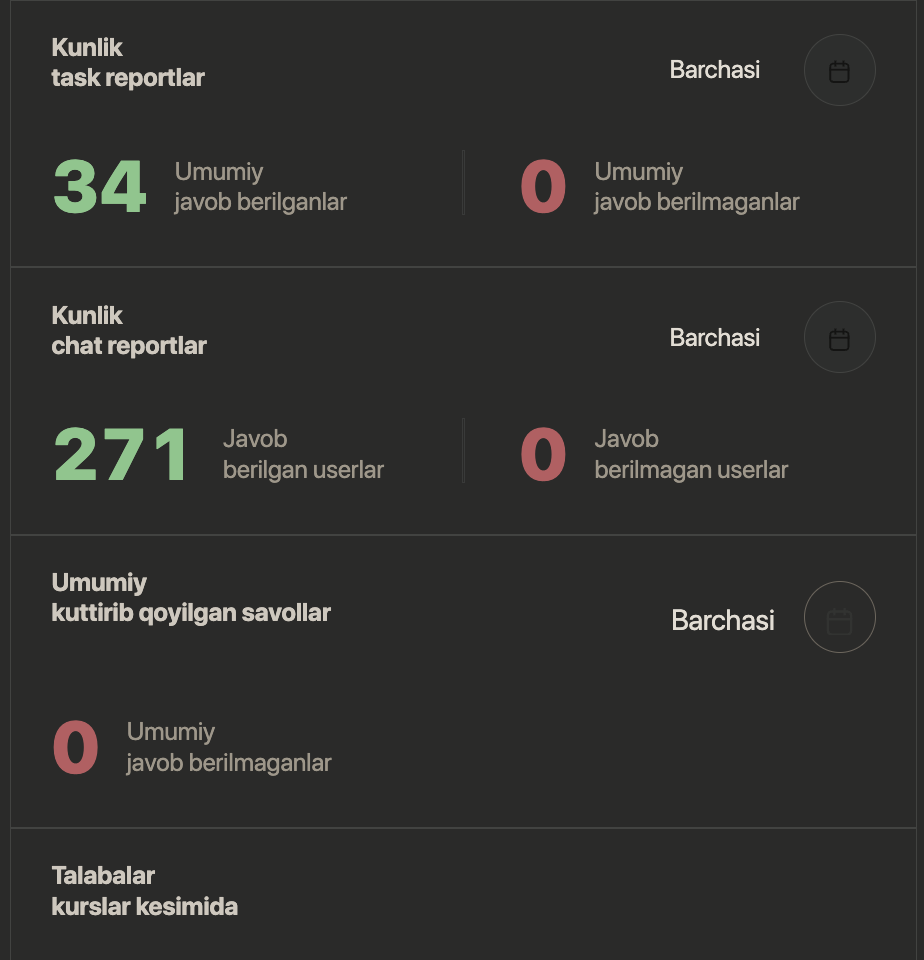 Kunlik
task reportlar
Barchasi
34
Umumiy
javob berilganlar
0
Umumiy
javob berilmaganlar
Kunlik
chat reportlar
Barchasi
271
Javob
berilgan userlar
0
Javob
berilmagan userlar
Umumiy
kuttirib qoyilgan savollar
Barchasi
0
Umumiy
javob berilmaganlar
Talabalar
kurslar kesimida